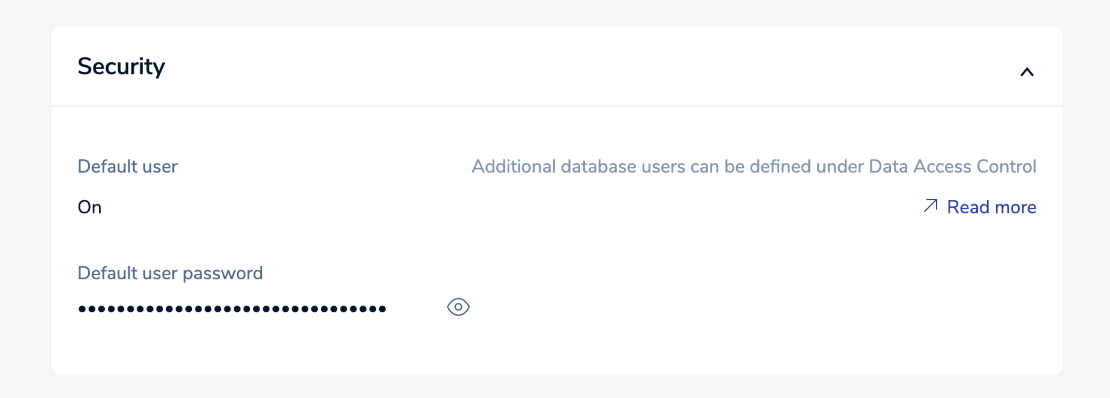 Security
Default user
Additional database users can be defined under Data Access Control
On
Read more
Default user password
••••••••••••••••••••••••••••••••